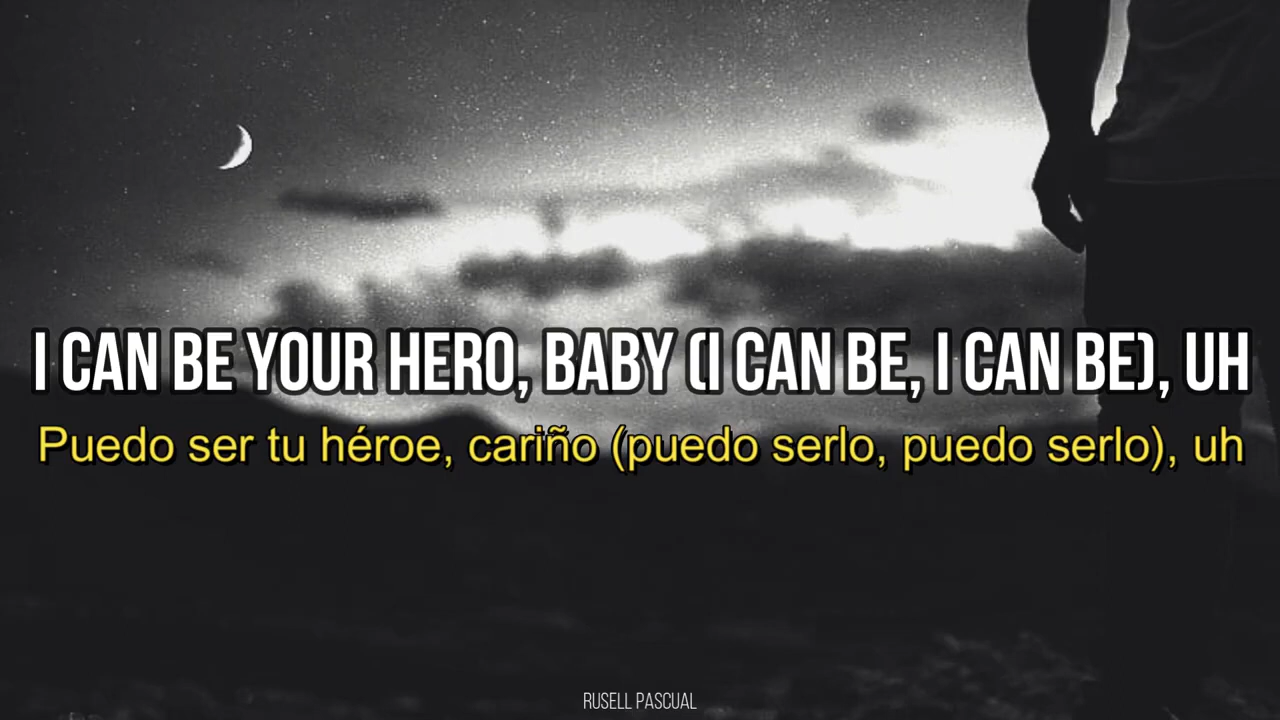 I CAN BE YOUR HERO, BABY (I CAN BE, I CAN BE), UH
Puedo ser tu héroe, cariño (puedo serlo, puedo serlo), uh
RUSELL PASCUAL